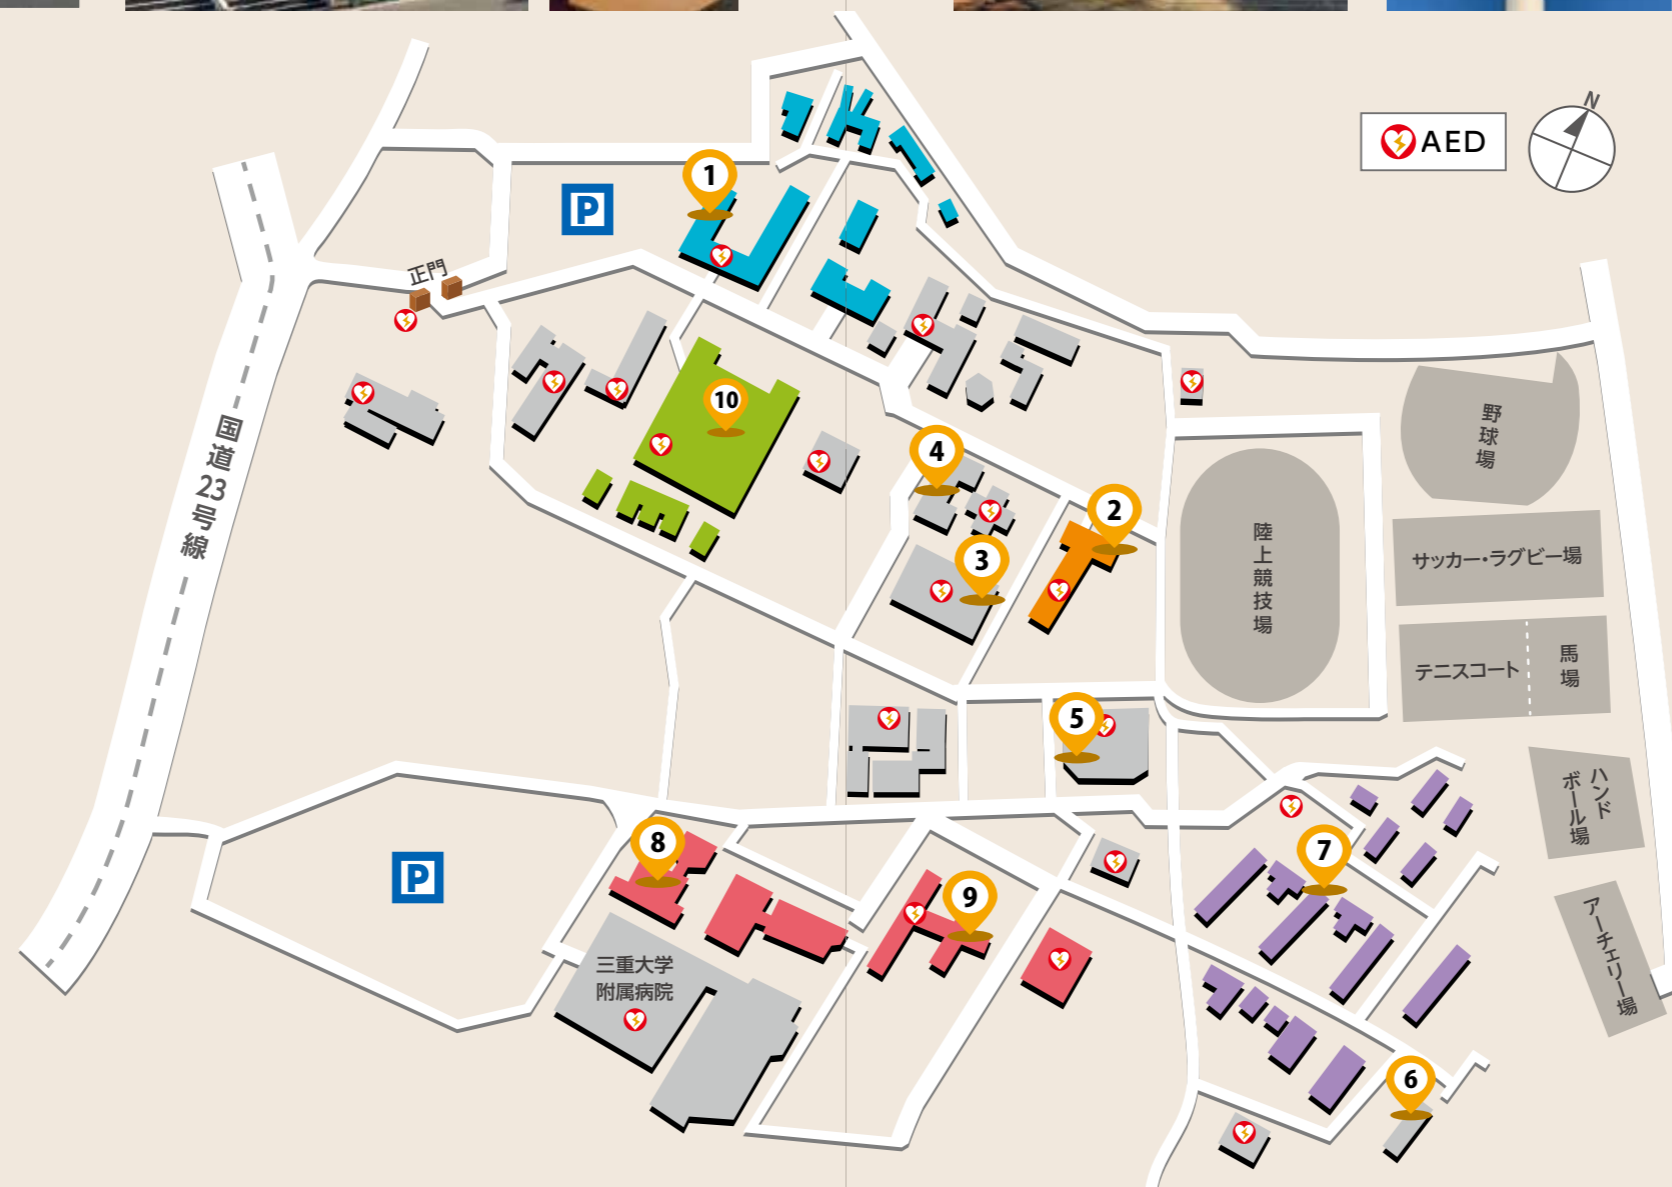 N
AED
1
P
正門
国道23号線
10
4
2
3
野球場
陸上競技場
サッカー・ラグビー場
テニスコート
馬場
5
ハンド
ボール場
8
7
P
9
アーチェリー場
三重大学
附属病院
6